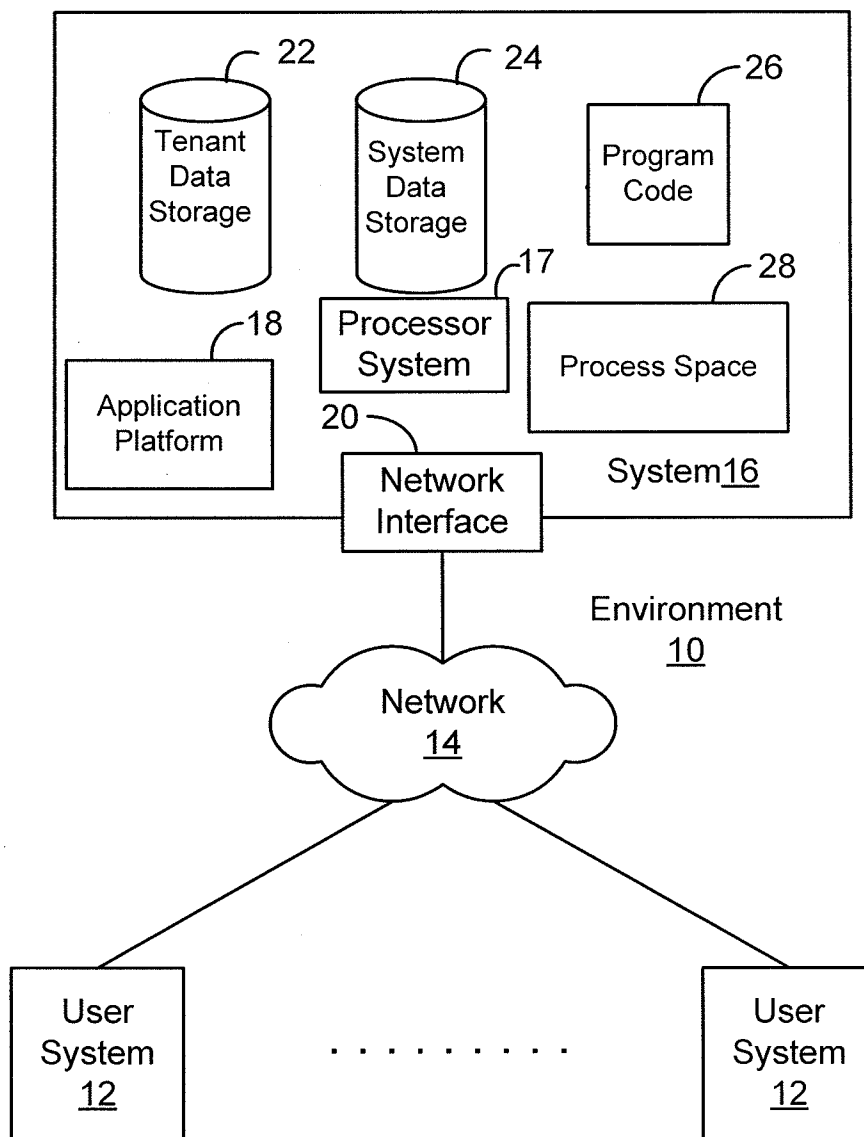 22
24
26
Tenant
Data
Storage
System
Data
Storage
Program
Code
17
28
18
Processor
System
Process Space
Application
Platform
20
Network
Interface
System16
Environment
10
Network
14
User
System
12
. . . . . . . . .
User
System
12